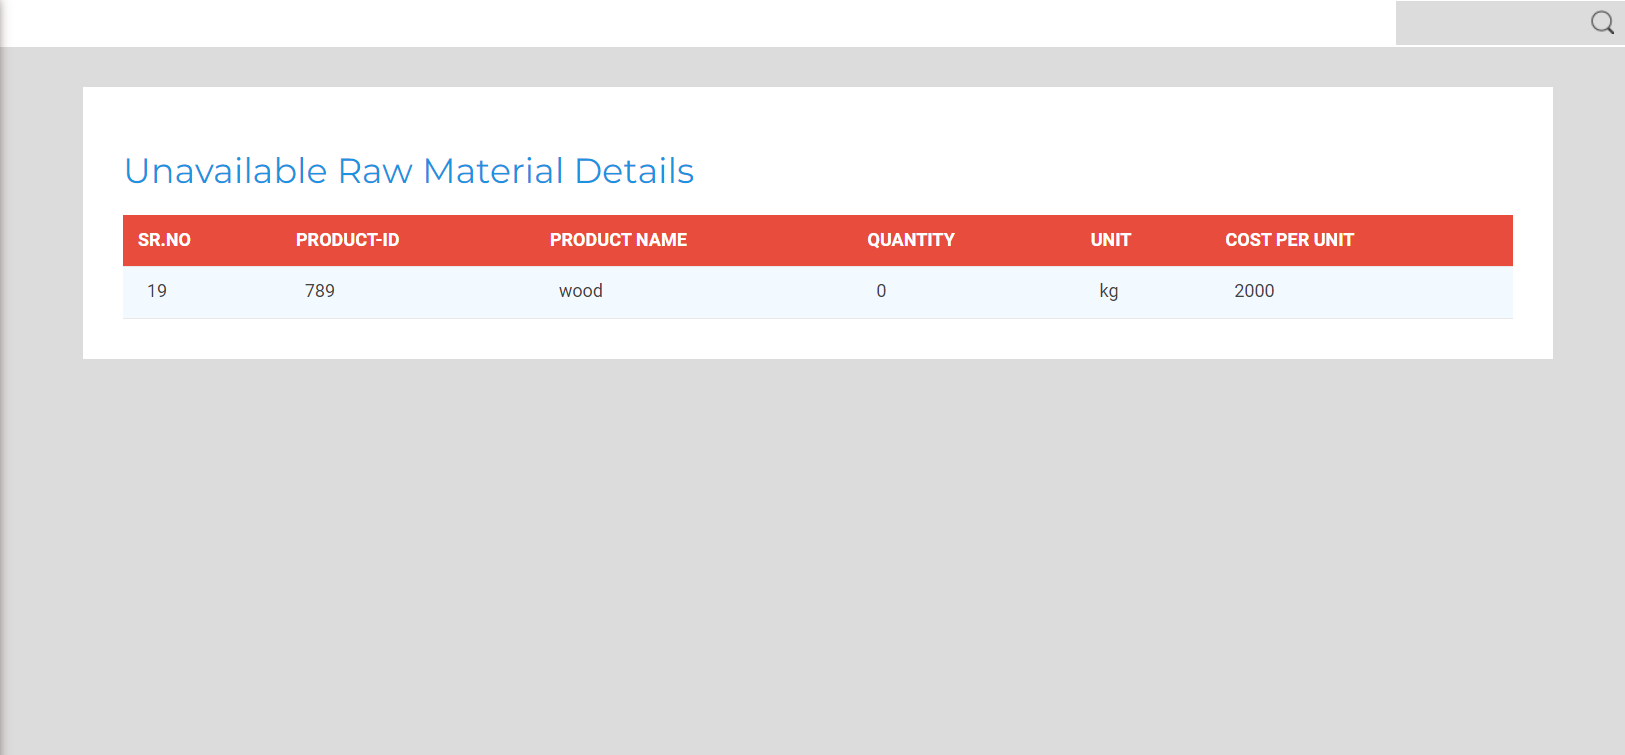 Unavailable Raw Material Details
SR.NO PRODUCT-ID PRODUCT NAME QUANTITY UNIT COST PER UNIT
19 789 wood 0 kg 2000